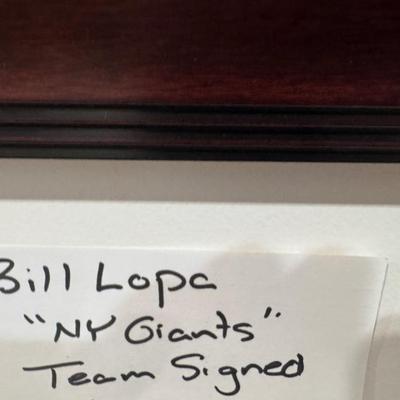 Bill Lopa
"NY Giants"
Team Signed